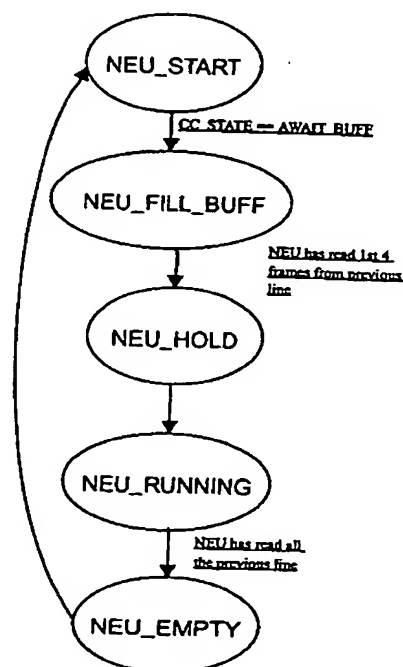 NEU_START
CC_STATE == AWAIT_BUFF
NEU_FILL_BUFF
NEU has read 1st 4
frames from previous
line
NEU_HOLD
NEU_RUNNING
NEU has read all
the previous line
NEU_EMPTY